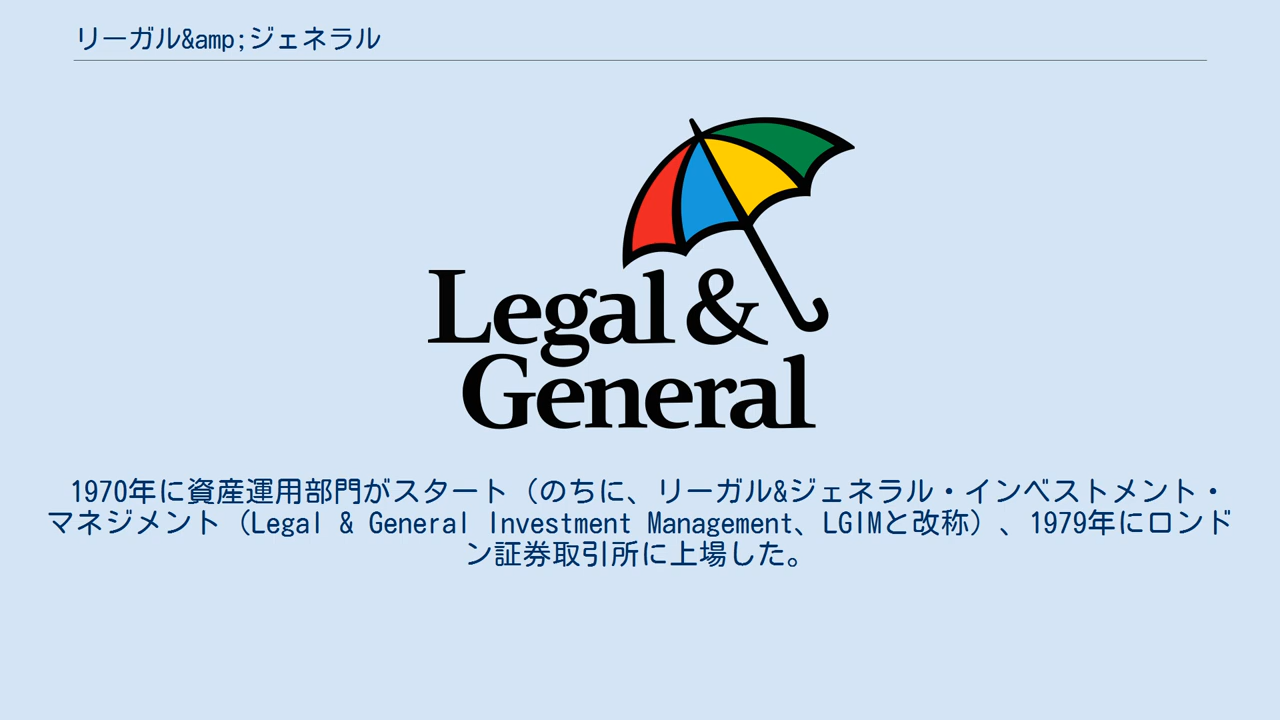 リーガル&amp;ジェネラル
Legal &
General
1970年に資産運用部門がスタート（のちに、リーガル&ジェネラル・インベストメント・
マネジメント（Legal & General Investment Management、LGIMと改称）、1979年にロンド
ン証券取引所に上場した。